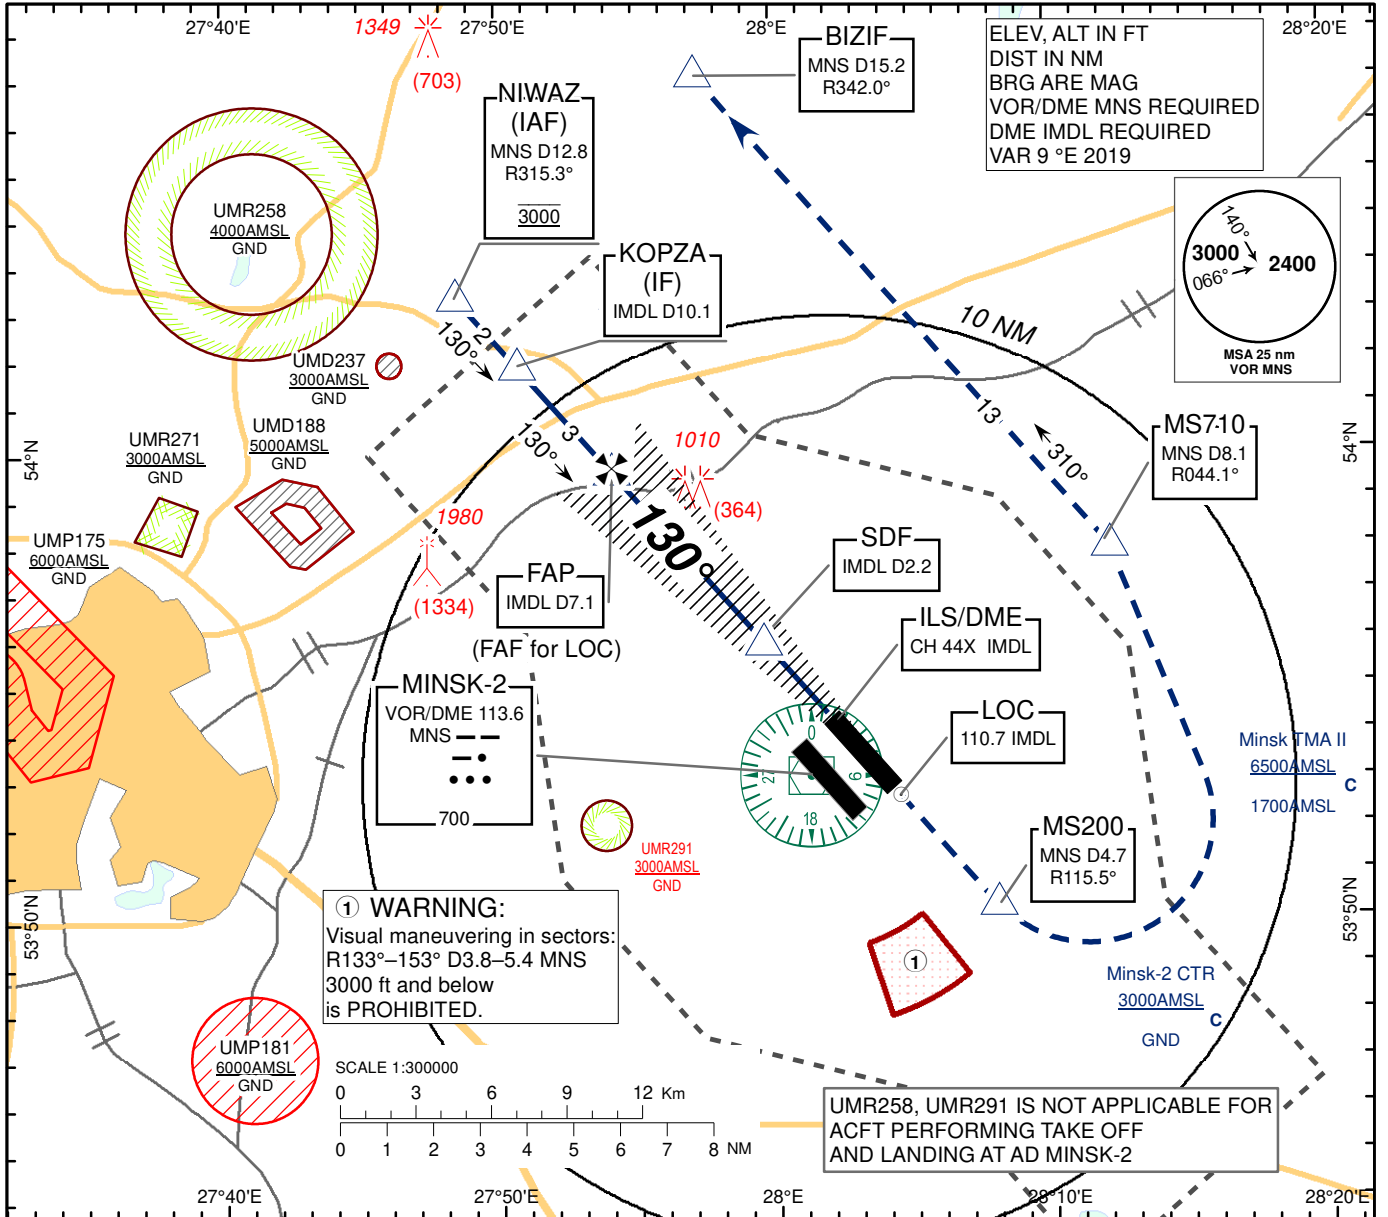 27°40'E
27°50'E
28°E
28°20'E
1349
(703)
NIWAZ
(IAF)
MNS D12.8
R315.3°
3000
BIZIF
MNS D15.2
R342.0°
ELEV, ALT IN FT
DIST IN NM
BRG ARE MAG
VOR/DME MNS REQUIRED
DME IMDL REQUIRED
VAR 9 °E 2019
140°
3000
066°
2400
MSA 25 nm
VOR MNS
UMR258
4000AMSL
GND
KOPZA
(IF)
IMDL D10.1
10 NM
2
130°
UMD237
3000AMSL
GND
UMR271
3000AMSL
GND
UMD188
5000AMSL
GND
3
130°
1010
(364)
13
310°
MS710
MNS D8.1
R044.1°
54°N
54°N
1980
(1334)
130°
UMP175
6000AMSL
GND
FAP
IMDL D7.1
(FAF for LOC)
SDF
IMDL D2.2
ILS/DME
CH 44X IMDL
LOC
110.7 IMDL
MINSK-2
VOR/DME 113.6
MNS
700
0
6
18
27
Minsk TMA II
6500AMSL
C
1700AMSL
UMR291
3000AMSL
GND
MS200
MNS D4.7
R115.5°
53°50'N
53°50'N
1 WARNING:
Visual maneuvering in sectors:
R133°–153° D3.8–5.4 MNS
3000 ft and below
is PROHIBITED.
1
Minsk-2 CTR
3000AMSL
C
GND
UMP181
6000AMSL
GND
SCALE 1:300000
0 3 6 9 12 Km
0 1 2 3 4 5 6 7 8 NM
UMR258, UMR291 IS NOT APPLICABLE FOR
ACFT PERFORMING TAKE OFF
AND LANDING AT AD MINSK-2
27°40'E
27°50'E
28°E
28°10'E
28°20'E